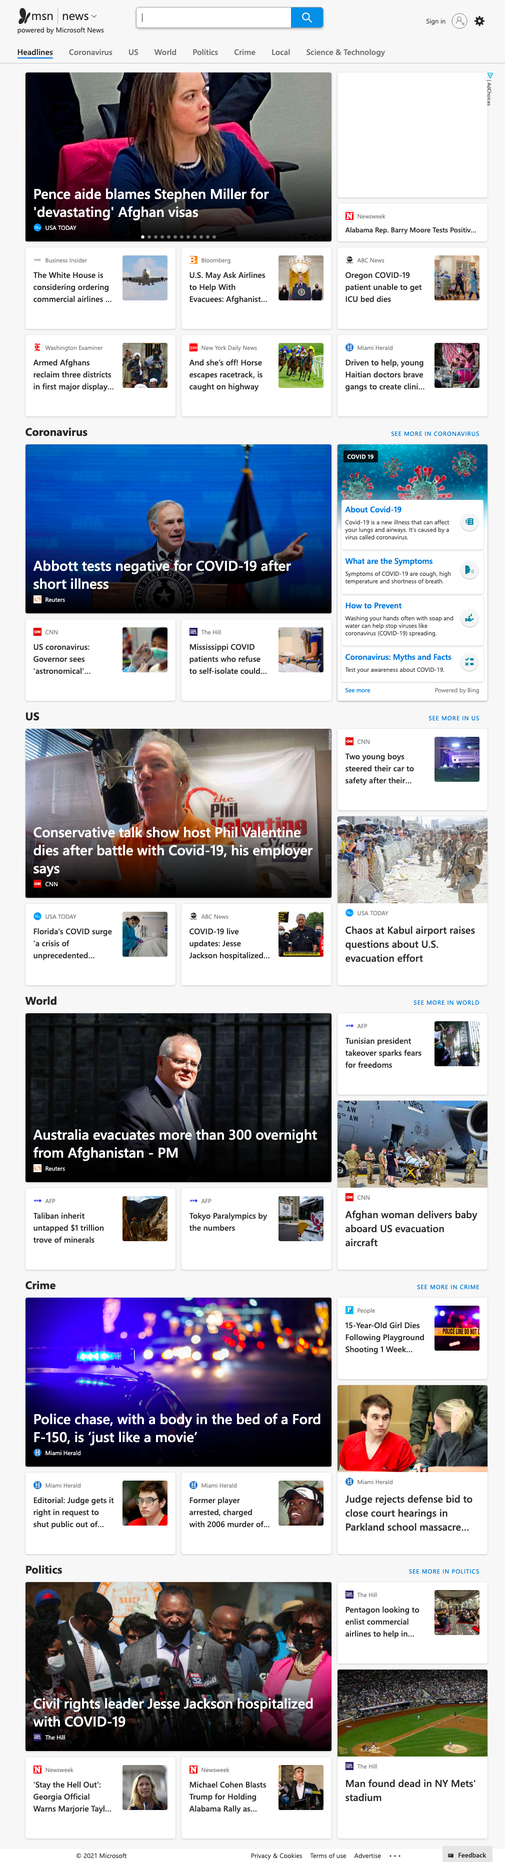 msn | news
powered by Microsoft News
Sign in
Headlines
Coronavirus
US
World
Politics
Crime
Local
Science & Technology
Pence aide blames Stephen Miller for
'devastating' Afghan visas
USA TODAY
AdChoices
Newsweek
Alabama Rep. Barry Moore Tests Positiv...
Business Insider
The White House is
considering ordering
commercial airlines ...
Bloomberg
U.S. May Ask Airlines
to Help With
Evacuees: Afghanist...
ABC News
Oregon COVID-19
patient unable to get
ICU bed dies
Washington Examiner
Armed Afghans
reclaim three districts
in first major display...
New York Daily News
And she's off! Horse
escapes racetrack, is
caught on highway
Miami Herald
Driven to help, young
Haitian doctors brave
gangs to create clini...
Coronavirus
SEE MORE IN CORONAVIRUS
Abbott tests negative for COVID-19 after
short illness
Reuters
COVID 19
About Covid-19
Covid-19 is a new illness that can affect
your lungs and airways. It's caused by a
virus called coronavirus.
What are the Symptoms
Symptoms of COVID-19 are cough, high
temperature and shortness of breath.
How to Prevent
Washing your hands often with soap and
water can help stop viruses like
coronavirus (COVID-19) spreading.
Coronavirus: Myths and Facts
Test your awareness about COVID-19.
See more
Powered by Bing
CNN
US coronavirus:
Governor sees
'astronomical'...
The Hill
Mississippi COVID
patients who refuse
to self-isolate could...
US
SEE MORE IN US
the
Phil
Valentine
Show
Conservative talk show host Phil Valentine
dies after battle with Covid-19, his employer
says
CNN
CNN
Two young boys
steered their car to
safety after their...
USA TODAY
Chaos at Kabul airport raises
questions about U.S.
evacuation effort
USA TODAY
Florida's COVID surge
'a crisis of
unprecedented...
ABC News
COVID-19 live
updates: Jesse
Jackson hospitalized...
World
SEE MORE IN WORLD
Australia evacuates more than 300 overnight
from Afghanistan - PM
Reuters
AFP
Tunisian president
takeover sparks fears
for freedoms
CNN
Afghan woman delivers baby
aboard US evacuation
aircraft
AFP
Taliban inherit
untapped $1 trillion
trove of minerals
AFP
Tokyo Paralympics by
the numbers
Crime
SEE MORE IN CRIME
Police chase, with a body in the bed of a Ford
F-150, is 'just like a movie'
Miami Herald
People
15-Year-Old Girl Dies
Following Playground
Shooting 1 Week...
Miami Herald
Judge rejects defense bid to
close court hearings in
Parkland school massacre...
Miami Herald
Editorial: Judge gets it
right in request to
shut public out of...
Miami Herald
Former player
arrested, charged
with 2006 murder of...
Politics
SEE MORE IN POLITICS
Civil rights leader Jesse Jackson hospitalized
with COVID-19
The Hill
The Hill
Pentagon looking to
enlist commercial
airlines to help in...
The Hill
Man found dead in NY Mets'
stadium
Newsweek
'Stay the Hell Out':
Georgia Official
Warns Marjorie Tayl...
Newsweek
Michael Cohen Blasts
Trump for Holding
Alabama Rally as...
© 2021 Microsoft
Privacy & Cookies
Terms of use
Advertise
...
Feedback